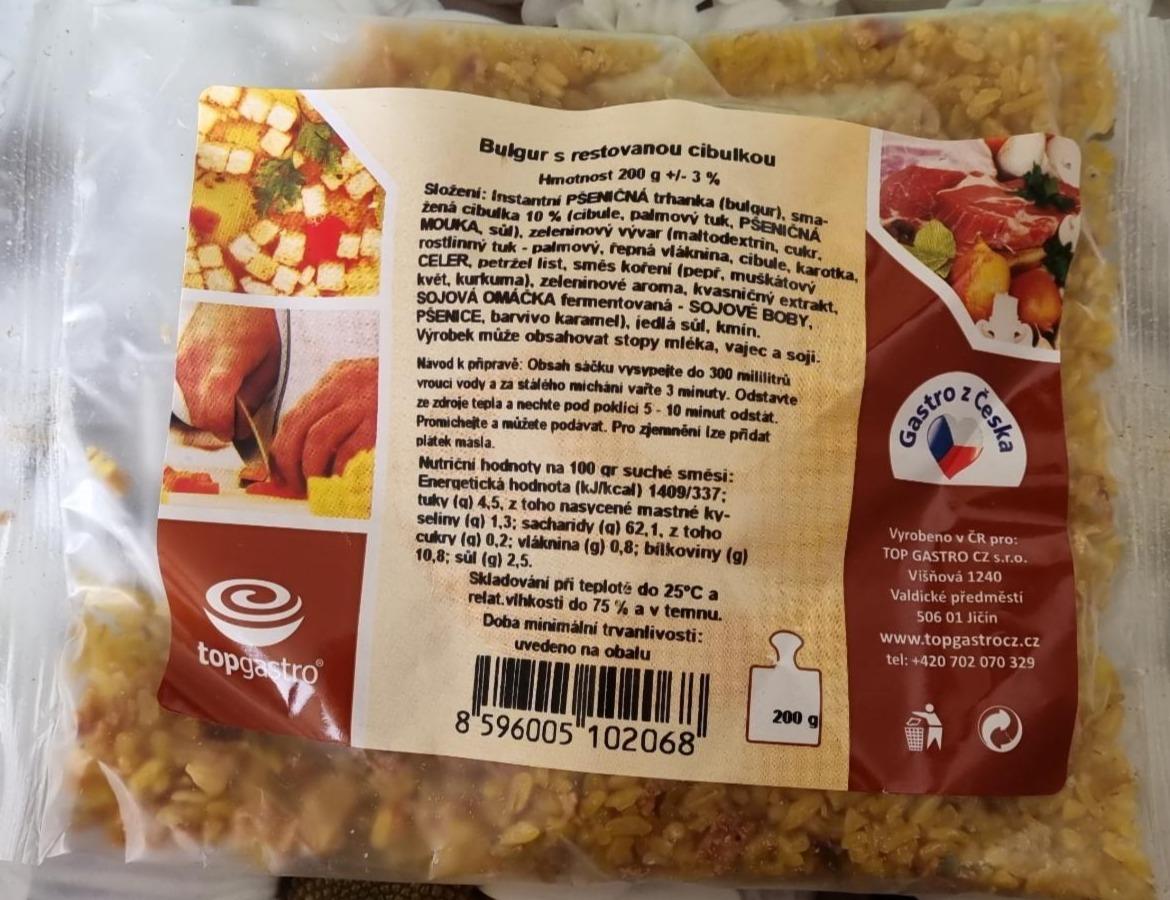 Bulgur s restovanou cibulkou
Hmotnost 200 g +/- 3 %
Složení: Instantní PŠENIČNÁ trhanka (bulgur), sma-
žená cibulka 10 % (cibule, palmový tuk, PŠENIČNÁ
MOUKA, sůl), zeleninový vývar (maltodextrin, cukr,
rostlinný tuk - palmový, řepná vláknina, cibule, karotka,
CELER, petržel list, směs koření (pepř, muškátový
květ, kurkuma), zeleninové aroma, kvasničný extrakt,
SOJOVÁ OMÁČKA fermentovaná - SOJOVÉ BOBY,
PŠENICE, barvivo karamel), jedlá sůl, kmín.
Výrobek může obsahovat stopy mléka, vajec a soji.
Návod k přípravě: Obsah sáčku vysypejte do 300 mililitrů
vroucí vody a za stálého míchání vařte 3 minuty. Odstavte
ze zdroje tepla a nechte pod poklicí 5 - 10 minut odstát.
Promíchejte a můžete podávat. Pro zjemnění lze přidat
plátek másla.
Nutriční hodnoty na 100 gr suché směsi:
Energetická hodnota (kJ/kcal) 1409/337;
tuky (g) 4,5, z toho nasycené mastné ky-
seliny (g) 1,3; sacharidy (g) 62,1, z toho
cukry (g) 0,2; vláknina (g) 0,8; bílkoviny (g)
10,8; sůl (g) 2,5.
Skladování při teplotě do 25°C a
relat.vlhkosti do 75 % a v temnu.
Doba minimální trvanlivosti:
uvedeno na obalu
8 596005 102068
200 g
topgastro®
Gastro z Česka
Vyrobeno v ČR pro:
TOP GASTRO CZ s.r.o.
Višňová 1240
Valdické předměstí
506 01 Jičín
www.topgastrocz.cz
tel: +420 702 070 329